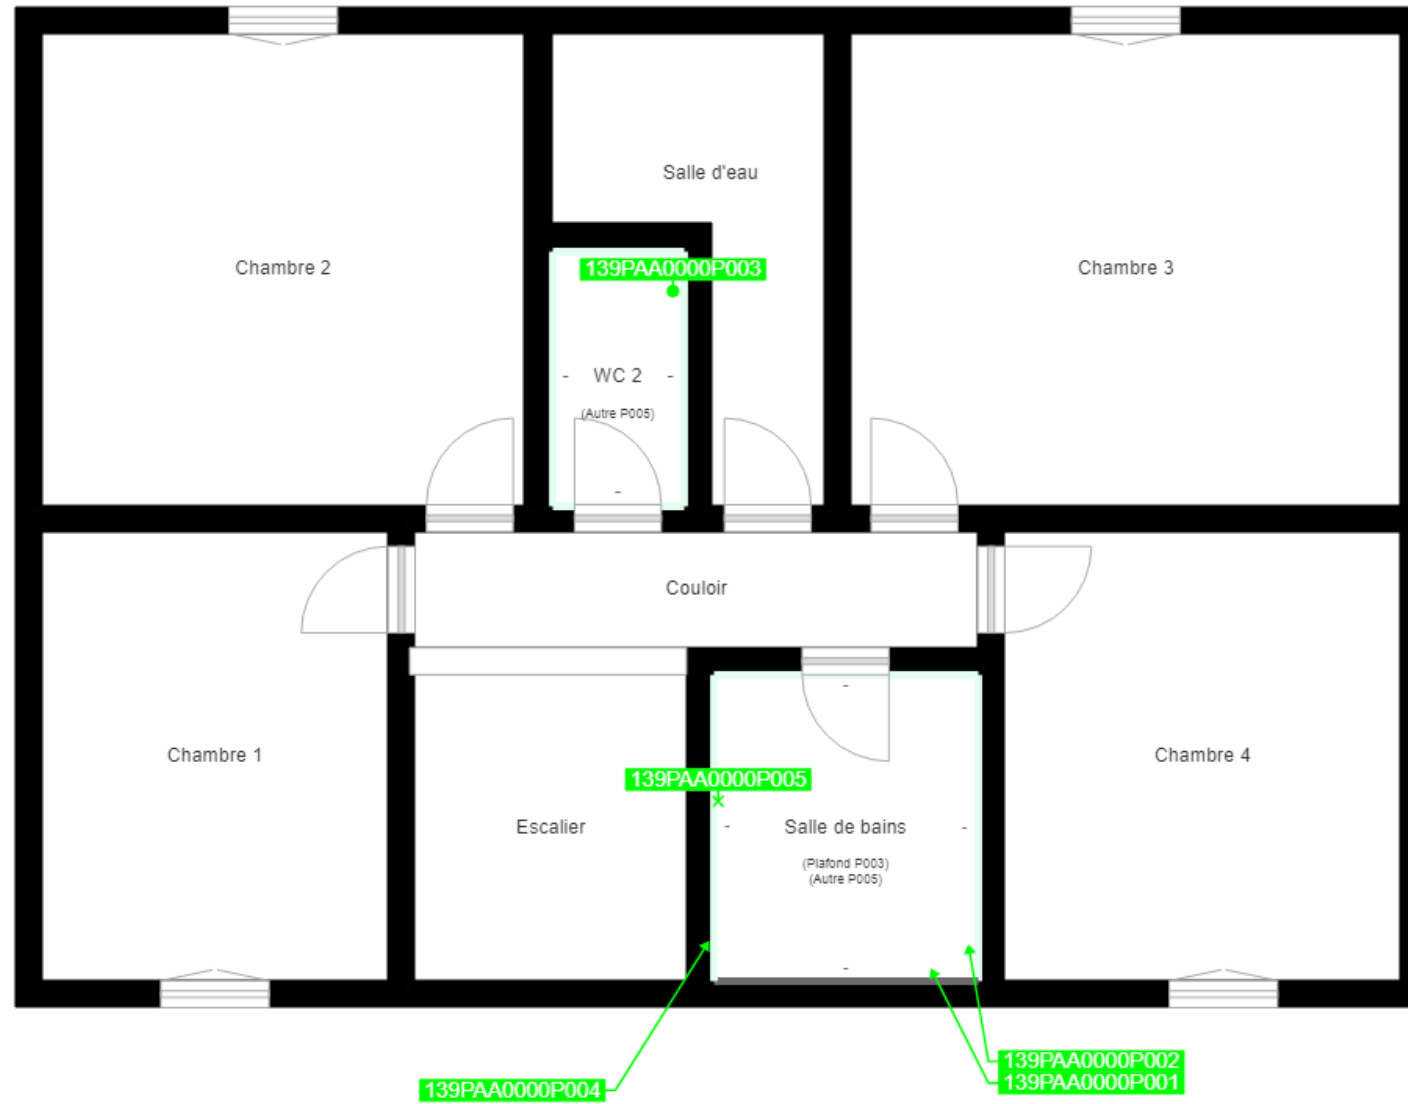 Salle d'eau
Chambre 2
139PAA0000P003
Chambre 3
- WC 2 -
(Autre P005)
-
Couloir
-
Chambre 1
Chambre 4
139PAA0000P005
Escalier
- Salle de bains -
(Plafond P003)
(Autre P005)
-
139PAA0000P002
139PAA0000P001
139PAA0000P004